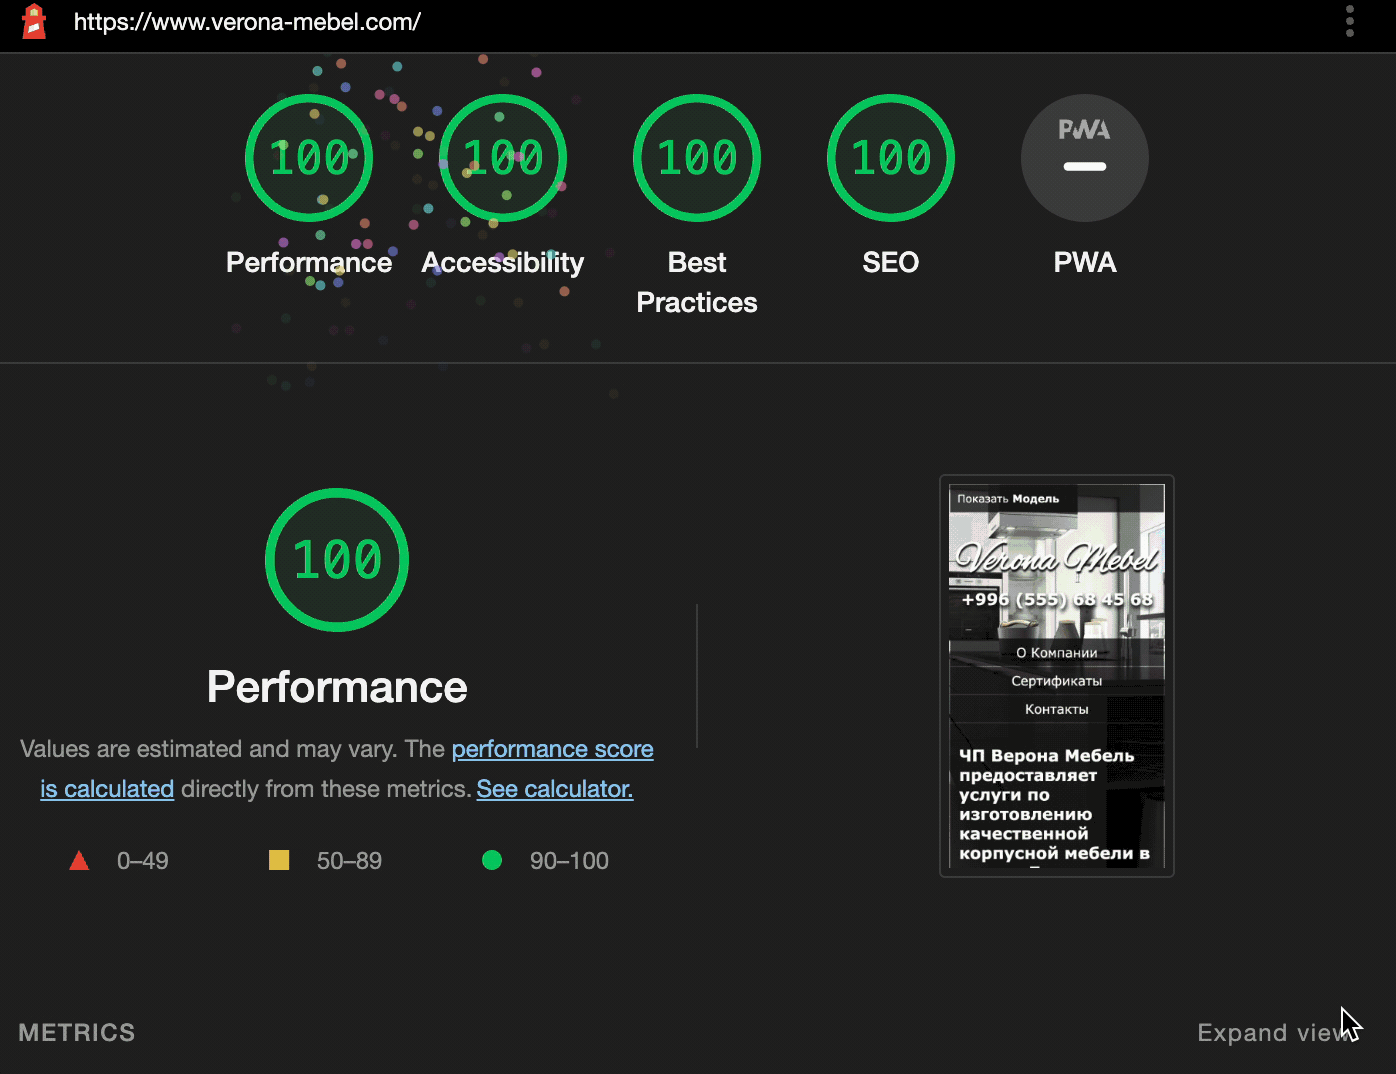 https://www.verona-mebel.com/
100 100 100 100 PWA
Performance Accessibility Best Practices SEO PWA
100
Performance
Values are estimated and may vary. The performance score
is calculated directly from these metrics. See calculator.
0–49 50–89 90–100
Показать Модель
Verona Mebel
+996 (555) 68 45 68
О Компании
Сертификаты
Контакты
ЧП Верона Мебель
предоставляет
услуги по
изготовлению
качественной
корпусной мебели в
METRICS
Expand view